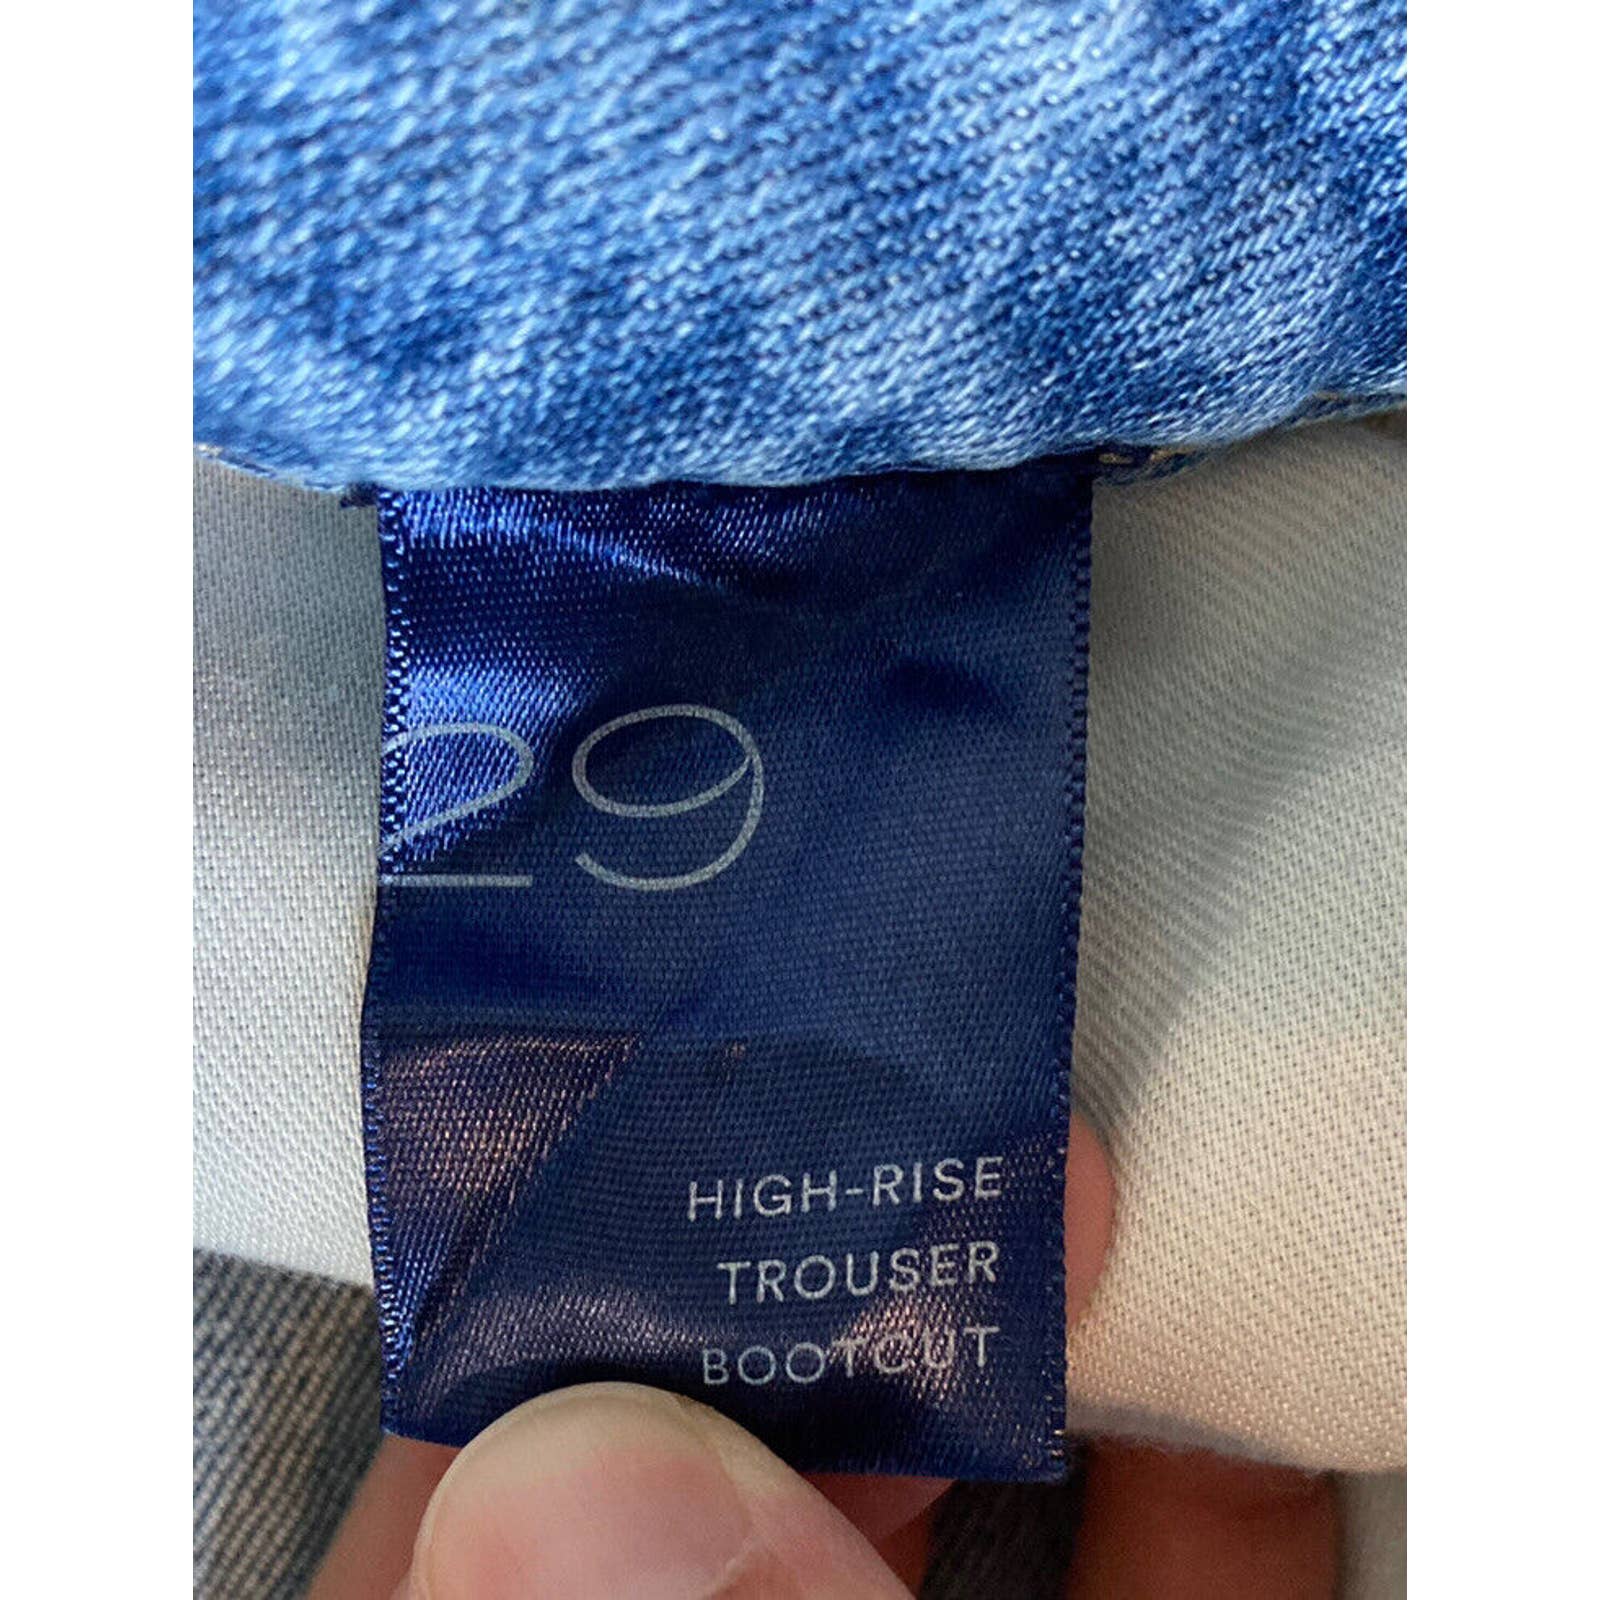 29
HIGH-RISE
TROUSER
BOOTCUT